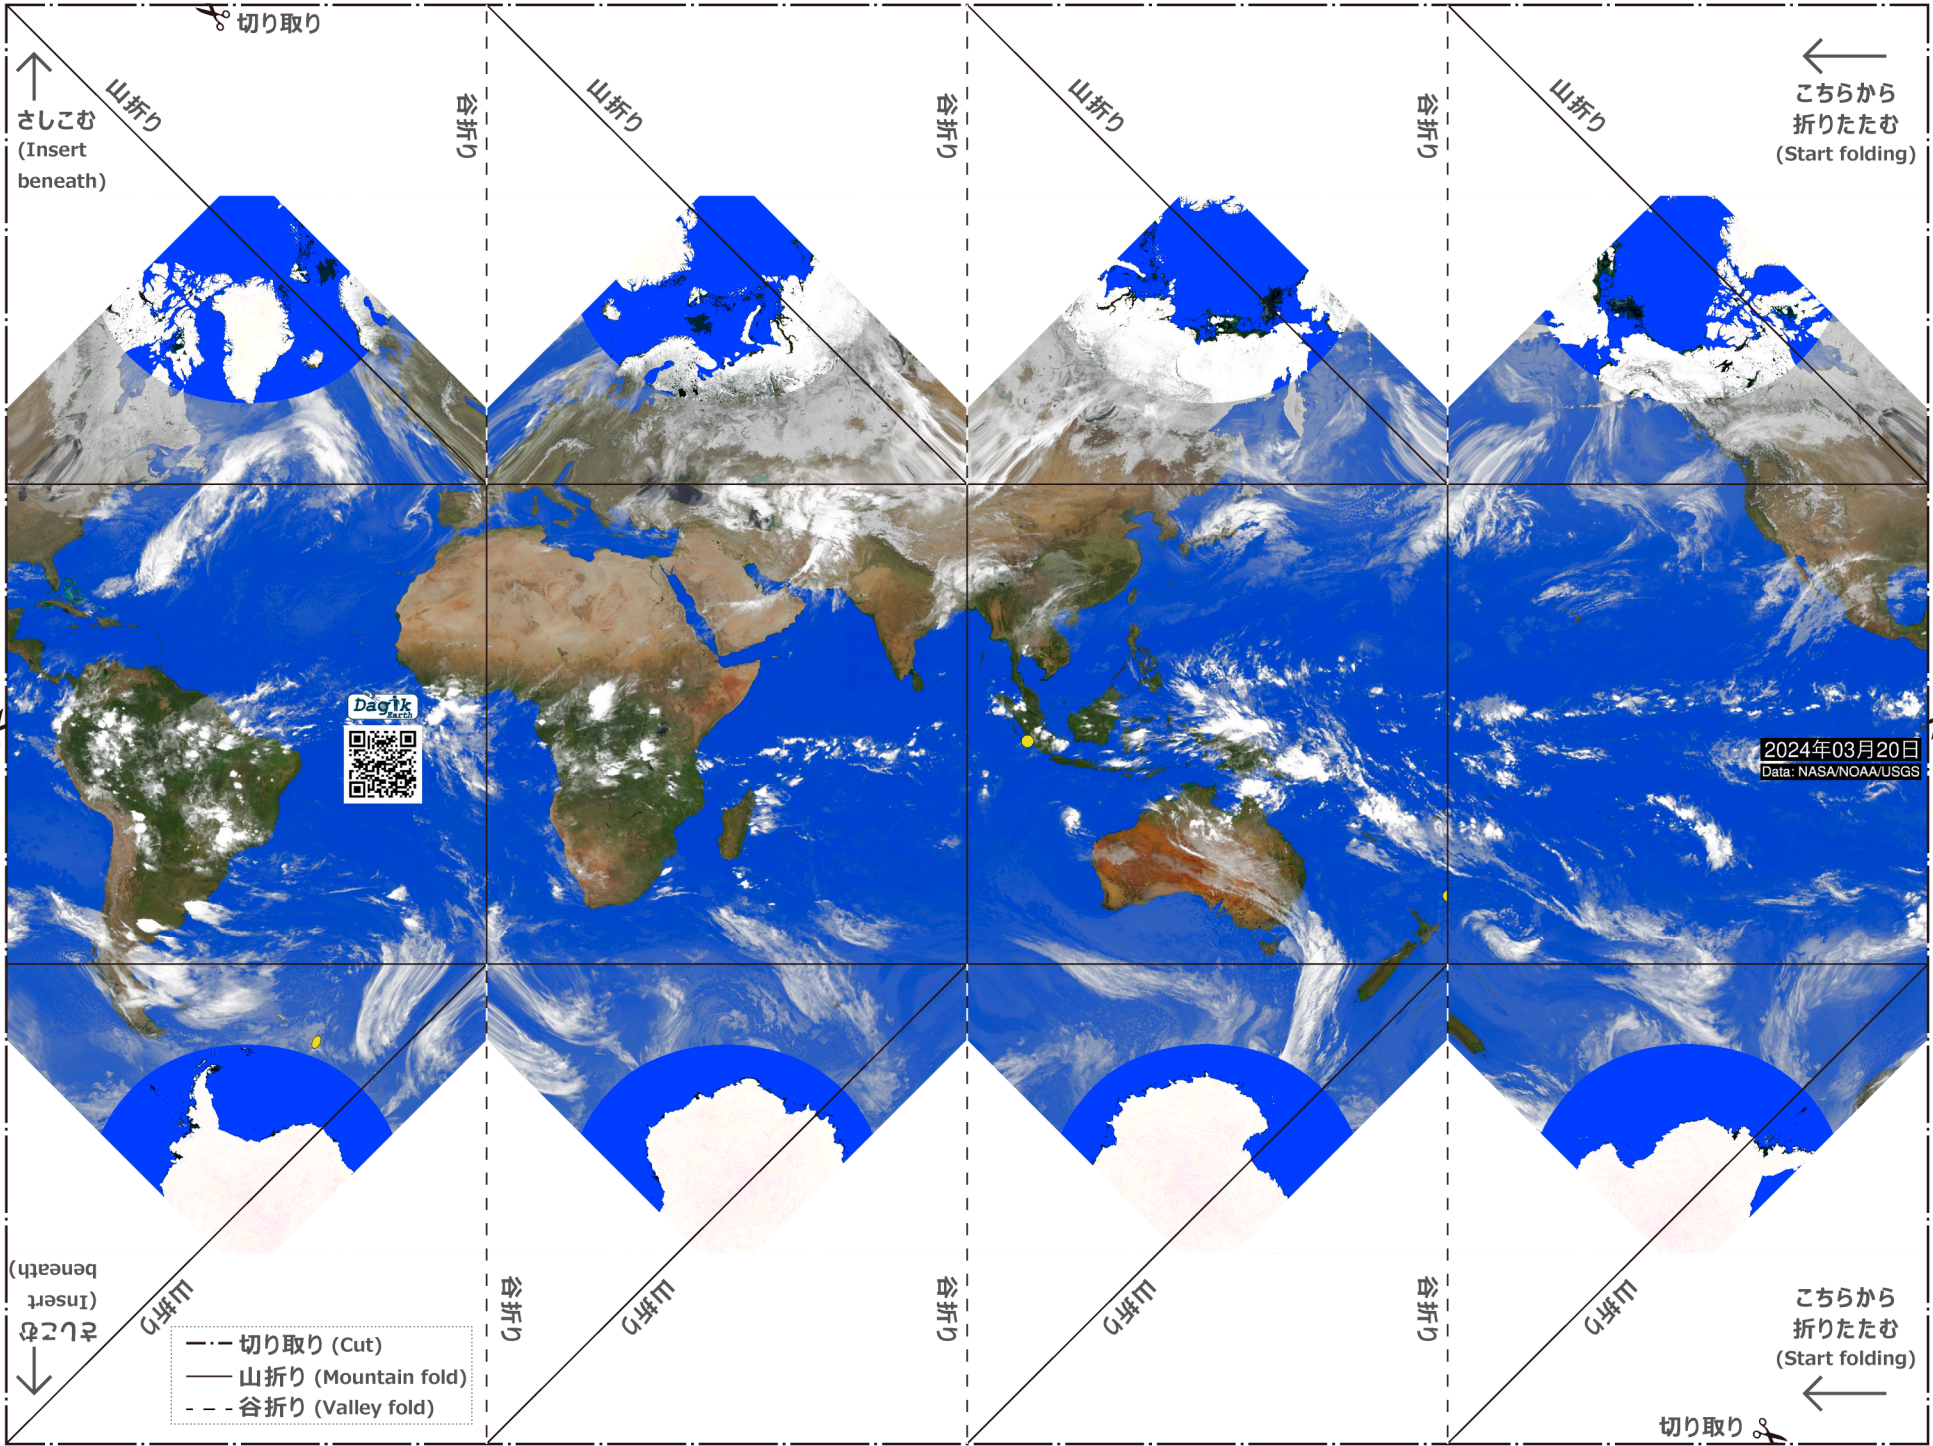 切り取り
山折り
谷折り
山折り
谷折り
山折り
谷折り
山折り
こちらから
折りたたむ
(Start folding)
さしこむ
(Insert
beneath)
Dagik
Earth
2024年03月20日
Data: NASA/NOAA/USGS
さしこむ
(Insert
beneath)
山折り
谷折り
山折り
谷折り
山折り
谷折り
山折り
こちらから
折りたたむ
(Start folding)
切り取り (Cut)
山折り (Mountain fold)
谷折り (Valley fold)
切り取り